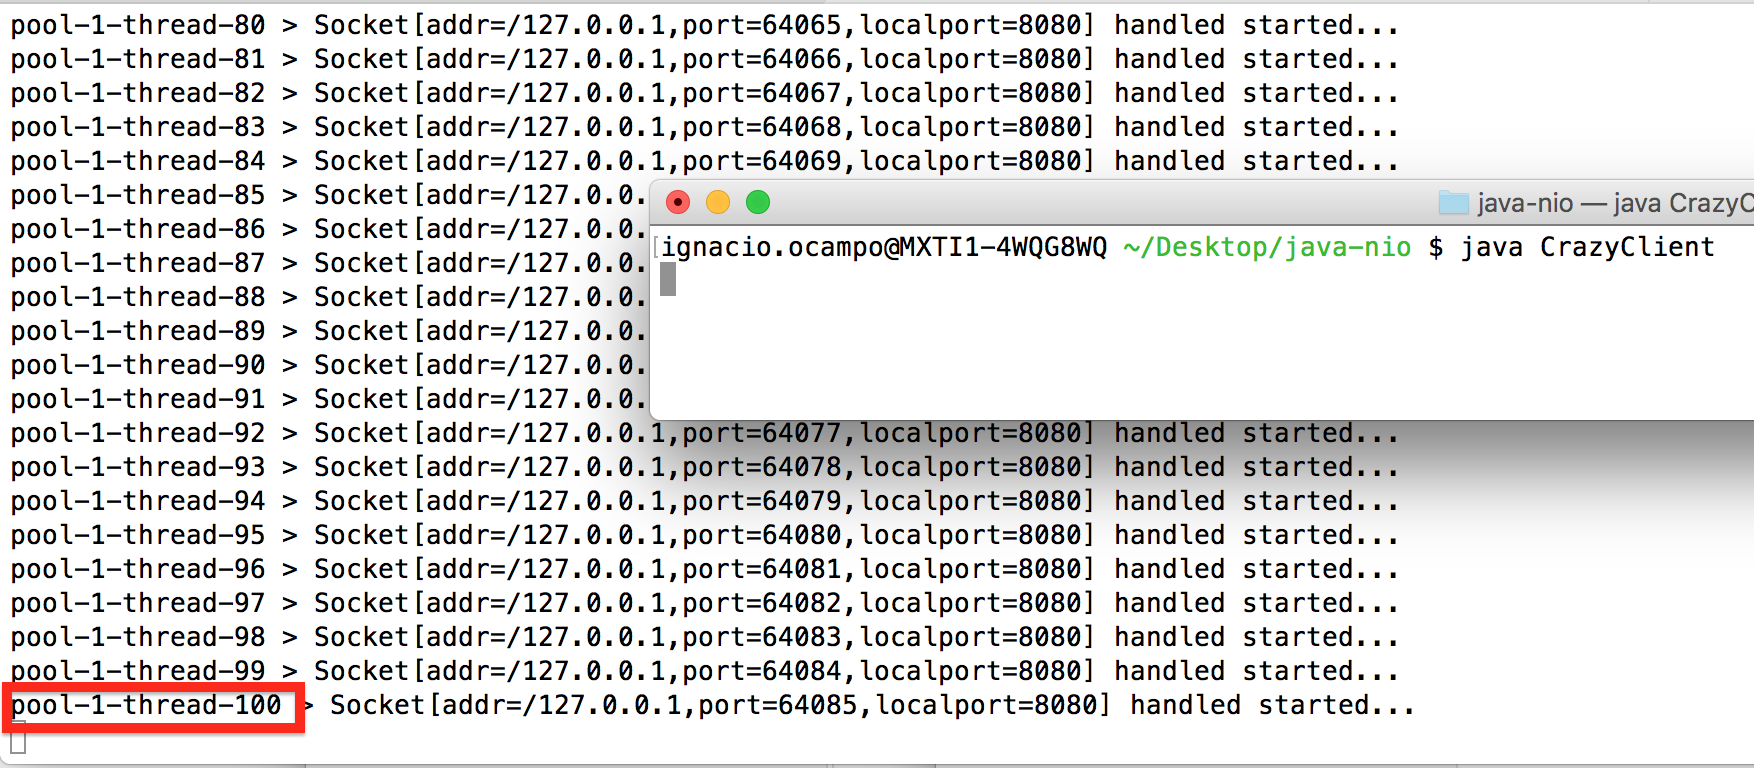 pool-1-thread-80 > Socket[addr=/127.0.0.1,port=64065,localport=8080] handled started...
pool-1-thread-81 > Socket[addr=/127.0.0.1,port=64066,localport=8080] handled started...
pool-1-thread-82 > Socket[addr=/127.0.0.1,port=64067,localport=8080] handled started...
pool-1-thread-83 > Socket[addr=/127.0.0.1,port=64068,localport=8080] handled started...
pool-1-thread-84 > Socket[addr=/127.0.0.1,port=64069,localport=8080] handled started...
pool-1-thread-85 > Socket[addr=/127.0.0.
pool-1-thread-86 > Socket[addr=/127.0.0.
pool-1-thread-87 > Socket[addr=/127.0.0.
pool-1-thread-88 > Socket[addr=/127.0.0.
pool-1-thread-89 > Socket[addr=/127.0.0.
pool-1-thread-90 > Socket[addr=/127.0.0.
pool-1-thread-91 > Socket[addr=/127.0.0.
pool-1-thread-92 > Socket[addr=/127.0.0.1,port=64077,localport=8080] handled started...
pool-1-thread-93 > Socket[addr=/127.0.0.1,port=64078,localport=8080] handled started...
pool-1-thread-94 > Socket[addr=/127.0.0.1,port=64079,localport=8080] handled started...
pool-1-thread-95 > Socket[addr=/127.0.0.1,port=64080,localport=8080] handled started...
pool-1-thread-96 > Socket[addr=/127.0.0.1,port=64081,localport=8080] handled started...
pool-1-thread-97 > Socket[addr=/127.0.0.1,port=64082,localport=8080] handled started...
pool-1-thread-98 > Socket[addr=/127.0.0.1,port=64083,localport=8080] handled started...
pool-1-thread-99 > Socket[addr=/127.0.0.1,port=64084,localport=8080] handled started...
pool-1-thread-100 > Socket[addr=/127.0.0.1,port=64085,localport=8080] handled started...
java-nio — java CrazyC
[ignacio.ocampo@MXTI1-4WQG8WQ ~/Desktop/java-nio $ java CrazyClient